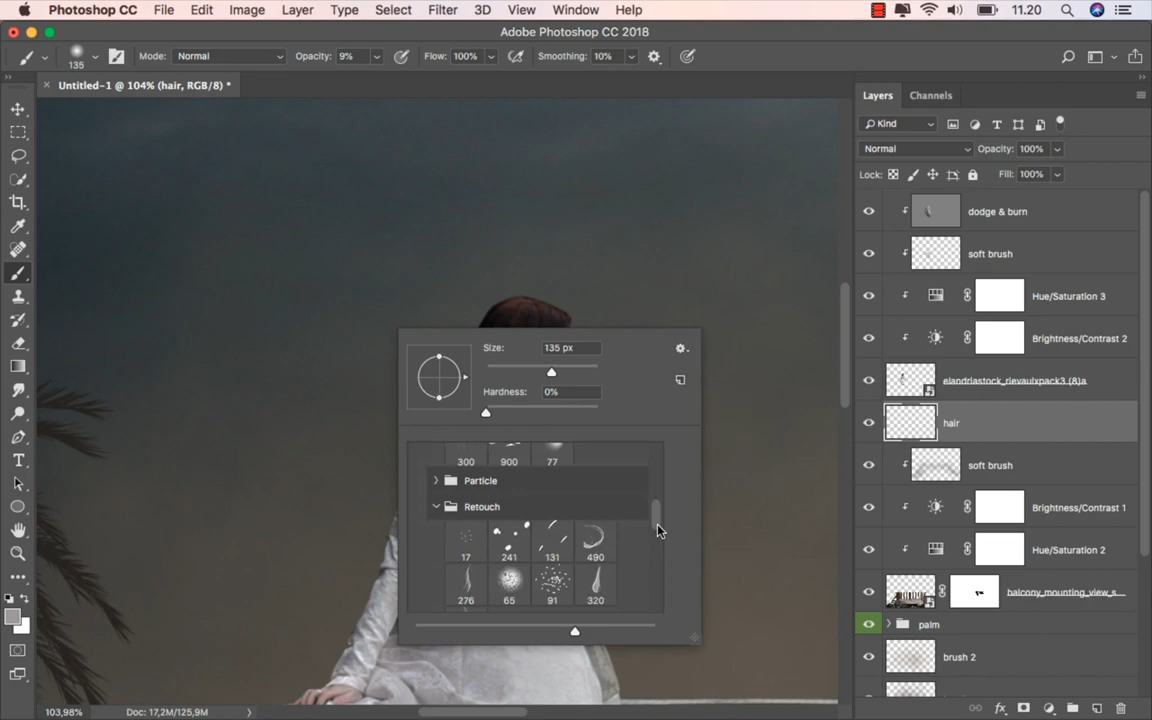 Photoshop CC File Edit Image Layer Type Select Filter 3D View Window Help 11.20
Adobe Photoshop CC 2018
135 Mode: Normal Opacity: 9% Flow: 100% Smoothing: 10%
Untitled-1 @ 104% (hair, RGB/8) *
Layers Channels
Kind
Normal Opacity: 100%
Lock: Fill: 100%
dodge & burn
soft brush
Hue/Saturation 3
Brightness/Contrast 2
elandriastock_rievaulxpack3 (8)a
hair
soft brush
Brightness/Contrast 1
Hue/Saturation 2
balcony_mounting_view_s...
palm
brush 2
Size: 135 px
Hardness: 0%
300 900 77
Particle
Retouch
17 241 131 490
276 65 91 320
103,98% Doc: 17,2M/125,9M